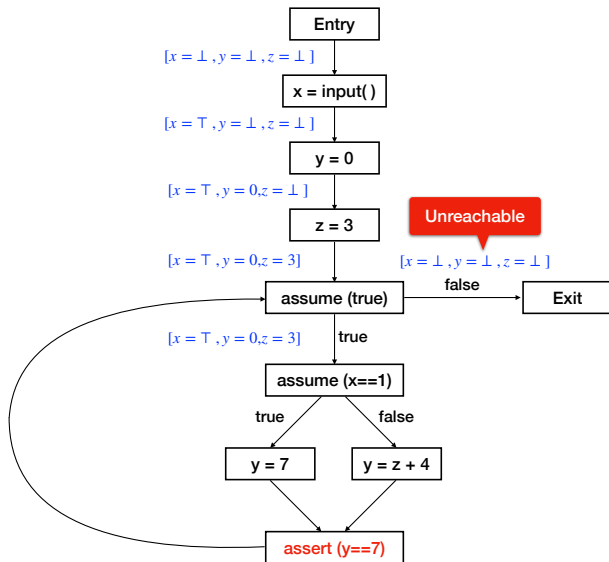 Entry
[x = ⊥ , y = ⊥ , z = ⊥ ]
x = input( )
[x = ⊤ , y = ⊥ , z = ⊥ ]
y = 0
[x = ⊤ , y = 0,z = ⊥ ]
z = 3
Unreachable
[x = ⊤ , y = 0,z = 3]
[x = ⊥ , y = ⊥ , z = ⊥ ]
assume (true)
false
Exit
[x = ⊤ , y = 0,z = 3]
true
assume (x==1)
true
false
y = 7
y = z + 4
assert (y==7)